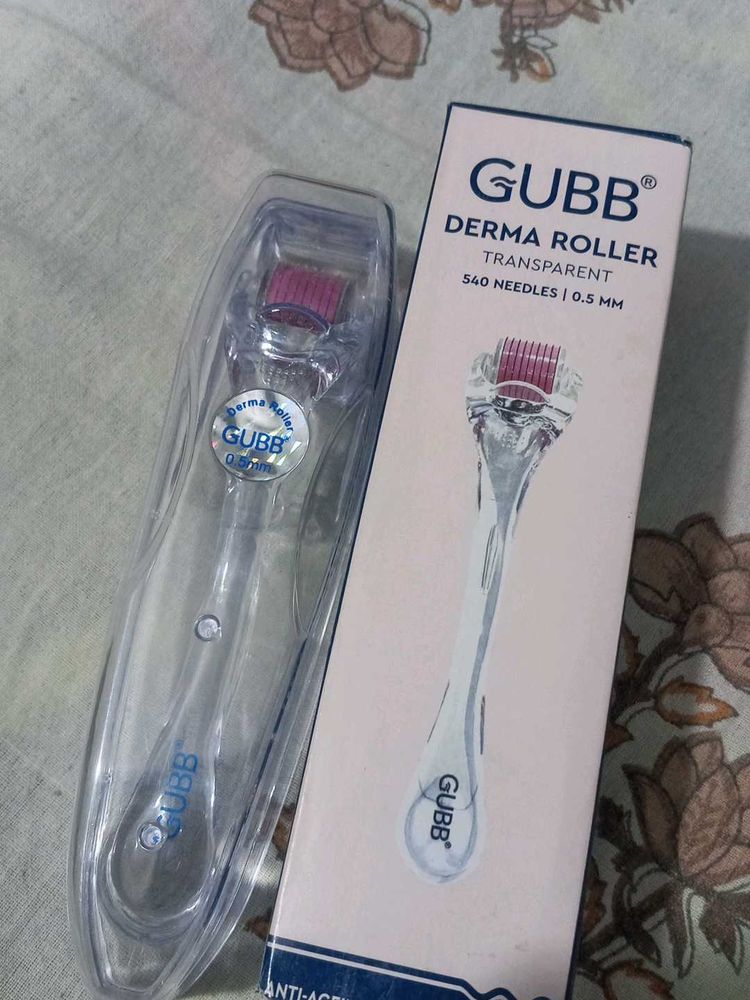 Derma Roller
GUBB®
0.5mm
GUBB®
GUBB®
DERMA ROLLER
TRANSPARENT
540 NEEDLES | 0.5 MM
GUBB®